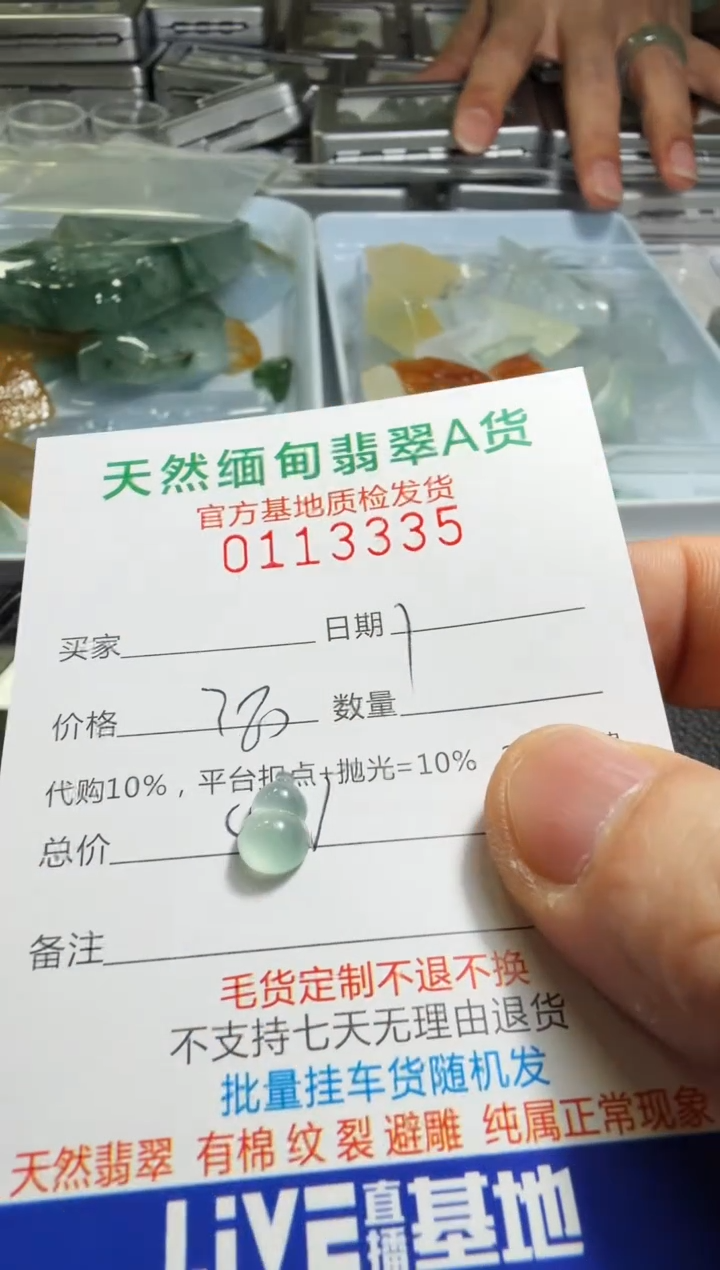 天然缅甸翡翠A货
官方基地质检发货
0113335
买家 日期
价格 数量
代购10%，平台扣点+抛光=10%
总价
备注
毛货定制不退不换
不支持七天无理由退货
批量挂车货随机发
天然翡翠 有棉 纹 裂 避雕 纯属正常现象
LiVE直播基地